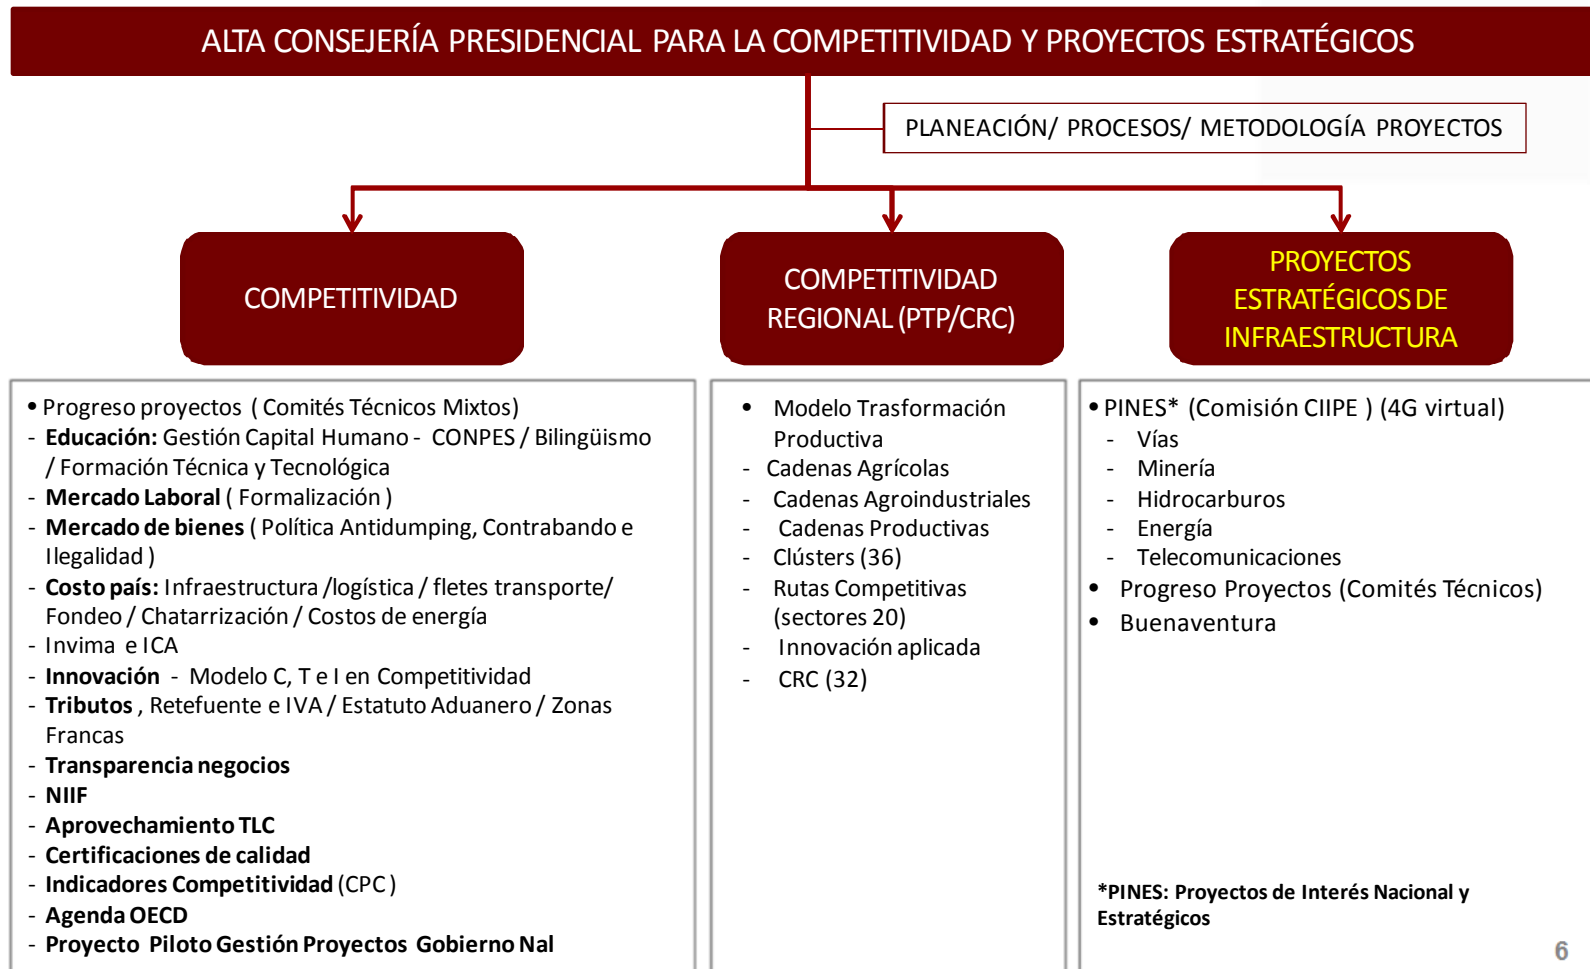 ALTA CONSEJERÍA PRESIDENCIAL PARA LA COMPETITIVIDAD Y PROYECTOS ESTRATÉGICOS
PLANEACIÓN/ PROCESOS/ METODOLOGÍA PROYECTOS
COMPETITIVIDAD
COMPETITIVIDAD
REGIONAL (PTP/CRC)
PROYECTOS
ESTRATÉGICOS DE
INFRAESTRUCTURA
• Progreso proyectos ( Comités Técnicos Mixtos)
- Educación: Gestión Capital Humano - CONPES / Bilingüismo
/ Formación Técnica y Tecnológica
- Mercado Laboral ( Formalización )
- Mercado de bienes ( Política Antidumping, Contrabando e
Ilegalidad )
- Costo país: Infraestructura /logística / fletes transporte/
Fondeo / Chatarrización / Costos de energía
- Invima e ICA
- Innovación - Modelo C, T e I en Competitividad
- Tributos , Retefuente e IVA / Estatuto Aduanero / Zonas
Francas
- Transparencia negocios
- NIIF
- Aprovechamiento TLC
- Certificaciones de calidad
- Indicadores Competitividad (CPC )
- Agenda OECD
- Proyecto Piloto Gestión Proyectos Gobierno Nal
• Modelo Trasformación
Productiva
- Cadenas Agrícolas
- Cadenas Agroindustriales
- Cadenas Productivas
- Clústers (36)
- Rutas Competitivas
(sectores 20)
- Innovación aplicada
- CRC (32)
• PINES* (Comisión CIIPE ) (4G virtual)
- Vías
- Minería
- Hidrocarburos
- Energía
- Telecomunicaciones
• Progreso Proyectos (Comités Técnicos)
• Buenaventura
*PINES: Proyectos de Interés Nacional y
Estratégicos
6